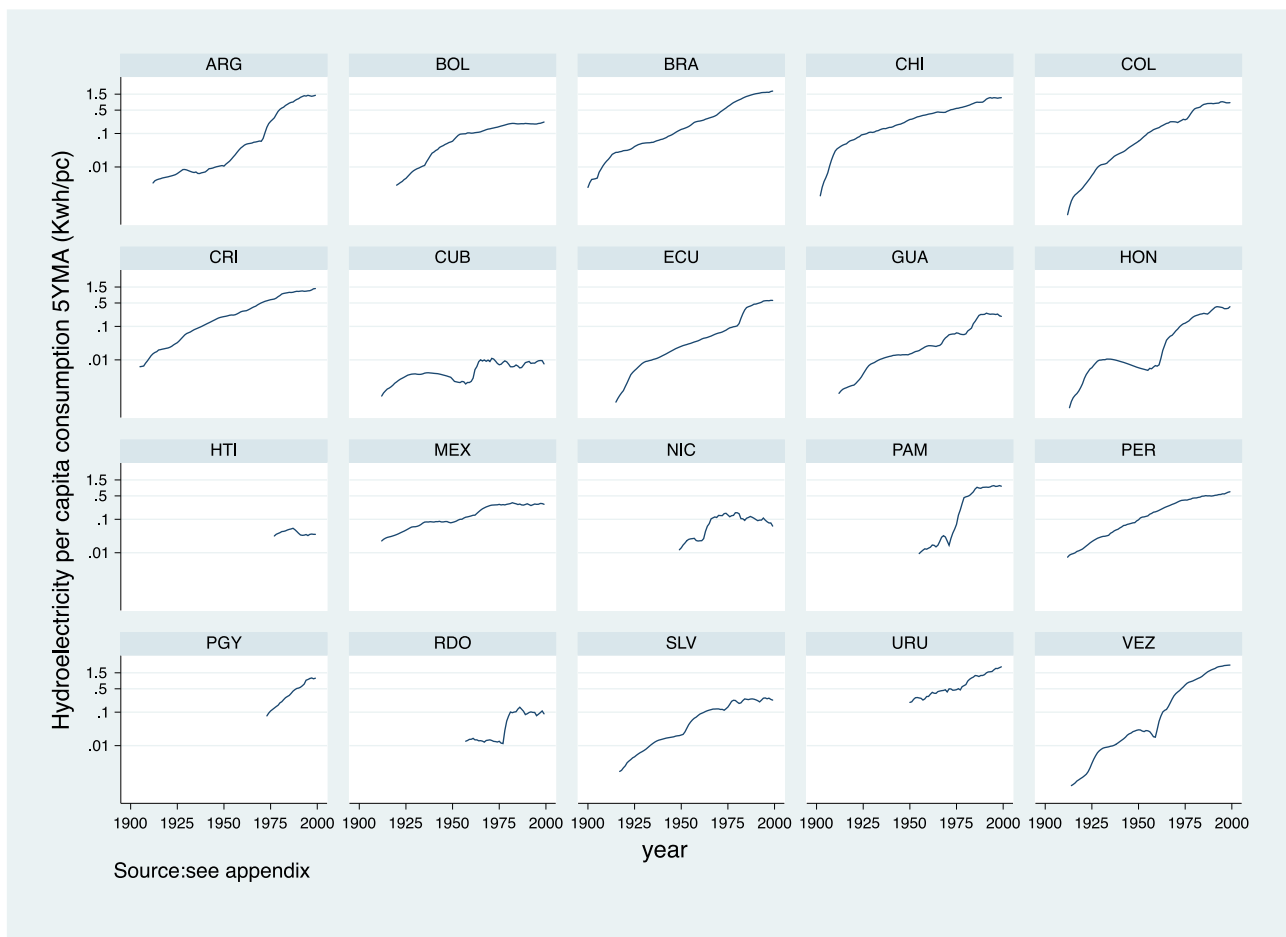 Hydroelectricity per capita consumption 5YMA (Kwh/pc)
ARG BOL BRA CHI COL
1.5
.5
.1
.01
CRI CUB ECU GUA HON
1.5
.5
.1
.01
HTI MEX NIC PAM PER
1.5
.5
.1
.01
PGY RDO SLV URU VEZ
1.5
.5
.1
.01
1900 1925 1950 1975 2000 1900 1925 1950 1975 2000 1900 1925 1950 1975 2000 1900 1925 1950 1975 2000 1900 1925 1950 1975 2000
year
Source:see appendix